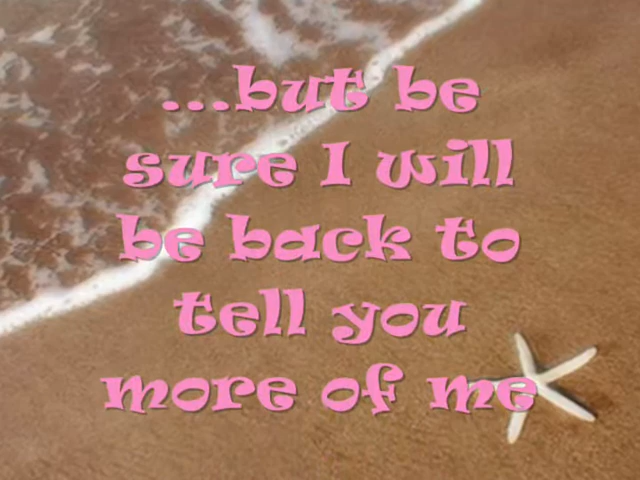 ...but be
sure I will
be back to
tell you
more of me